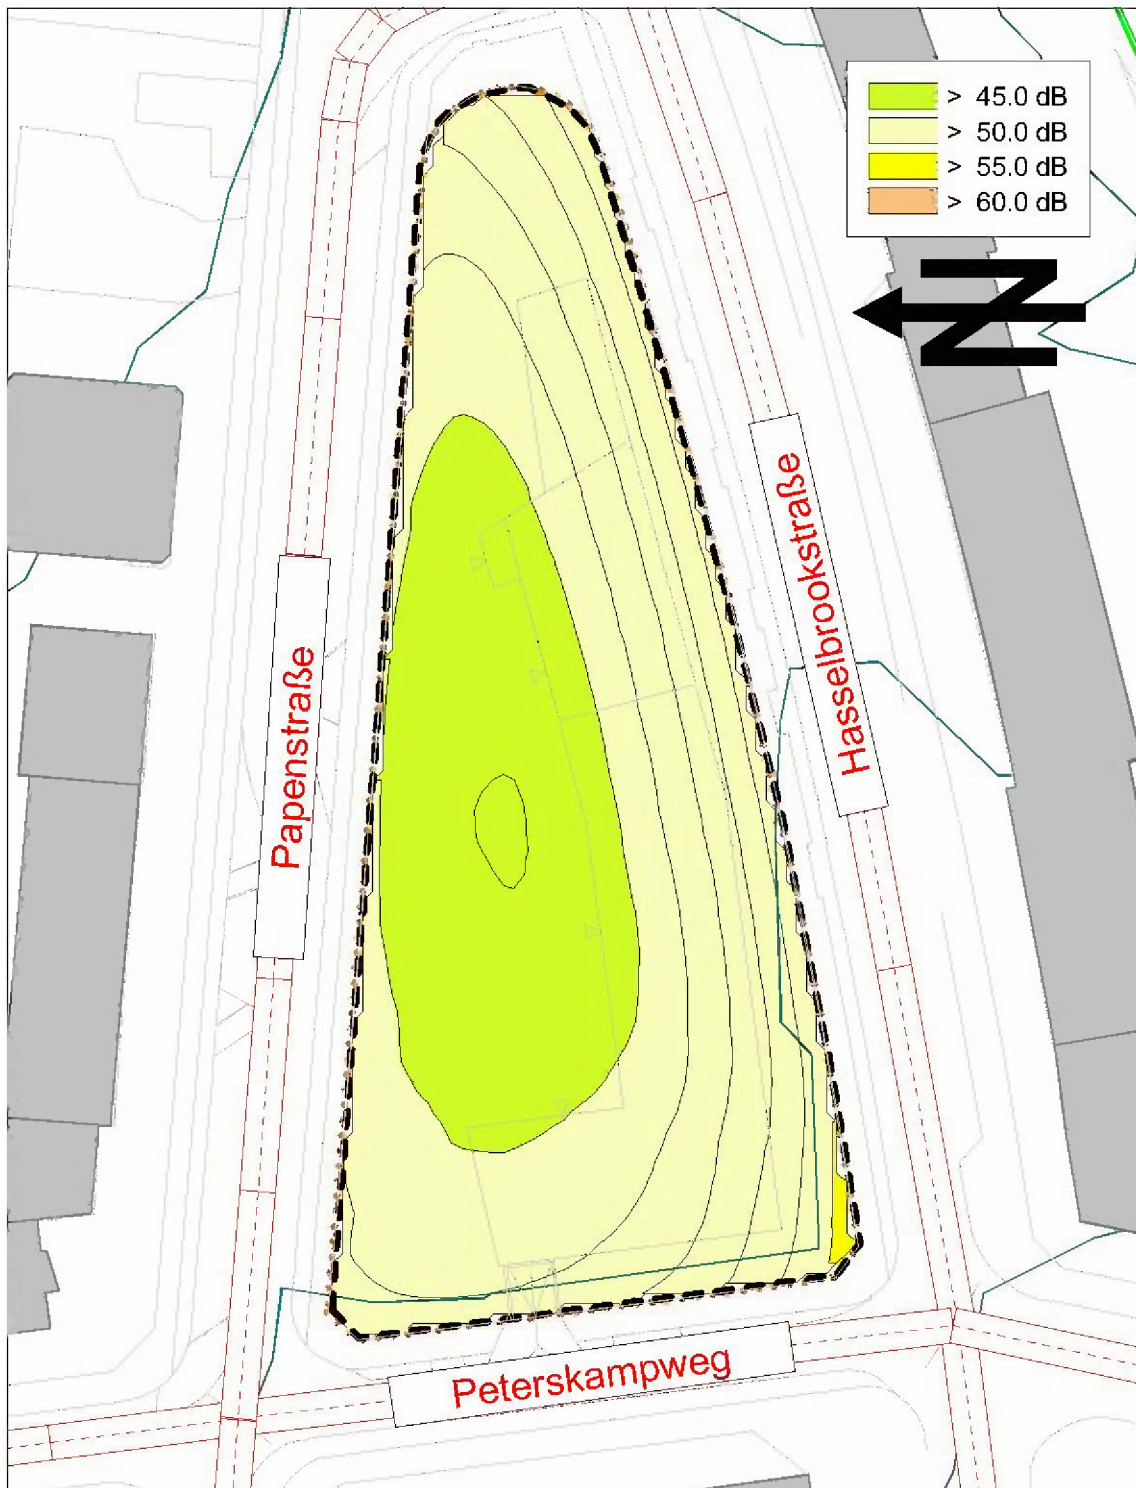 > 45.0 dB
> 50.0 dB
> 55.0 dB
> 60.0 dB
N
Hasselbrookstraße
Papenstraße
Peterskampweg